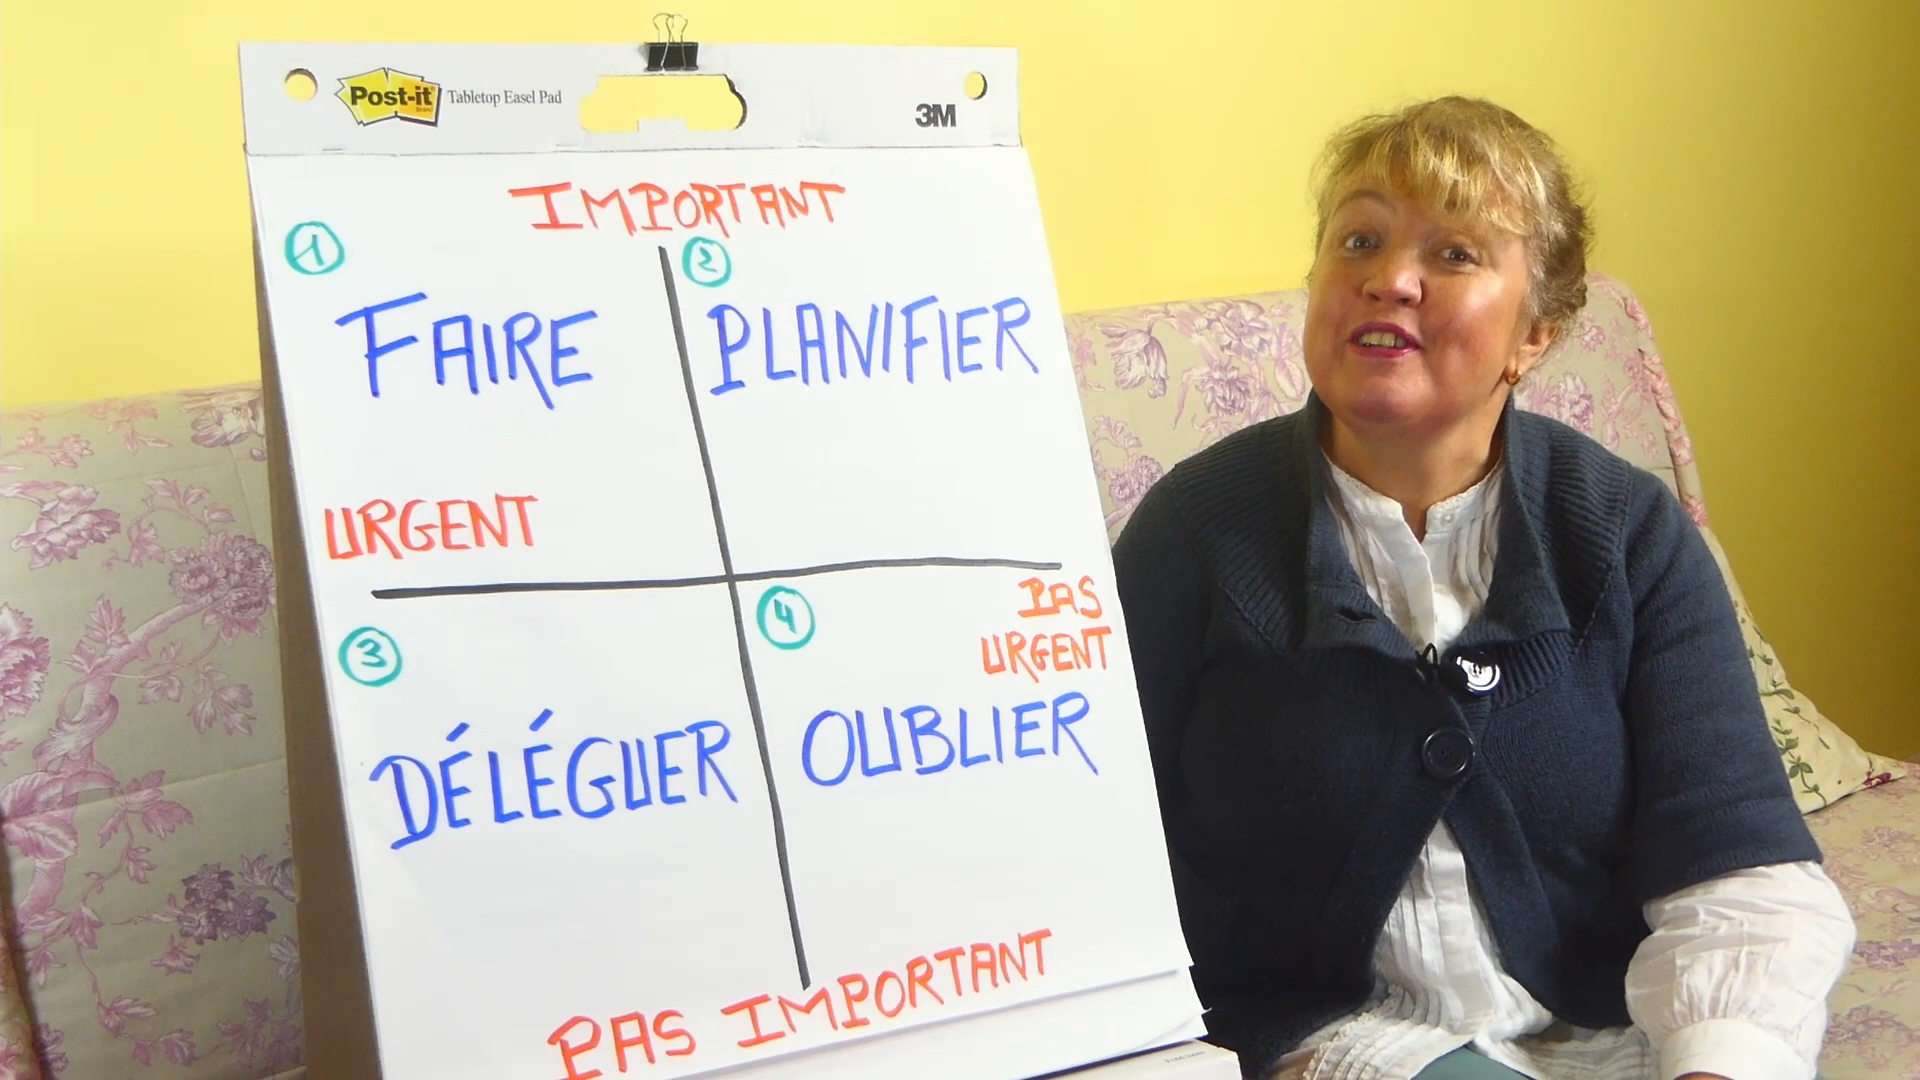 Post-it Tabletop Easel Pad
3M
IMPORTANT
1
2
FAIRE
PLANIFIER
URGENT
PAS
URGENT
3
4
DÉLÉGUER
OUBLIER
PAS IMPORTANT